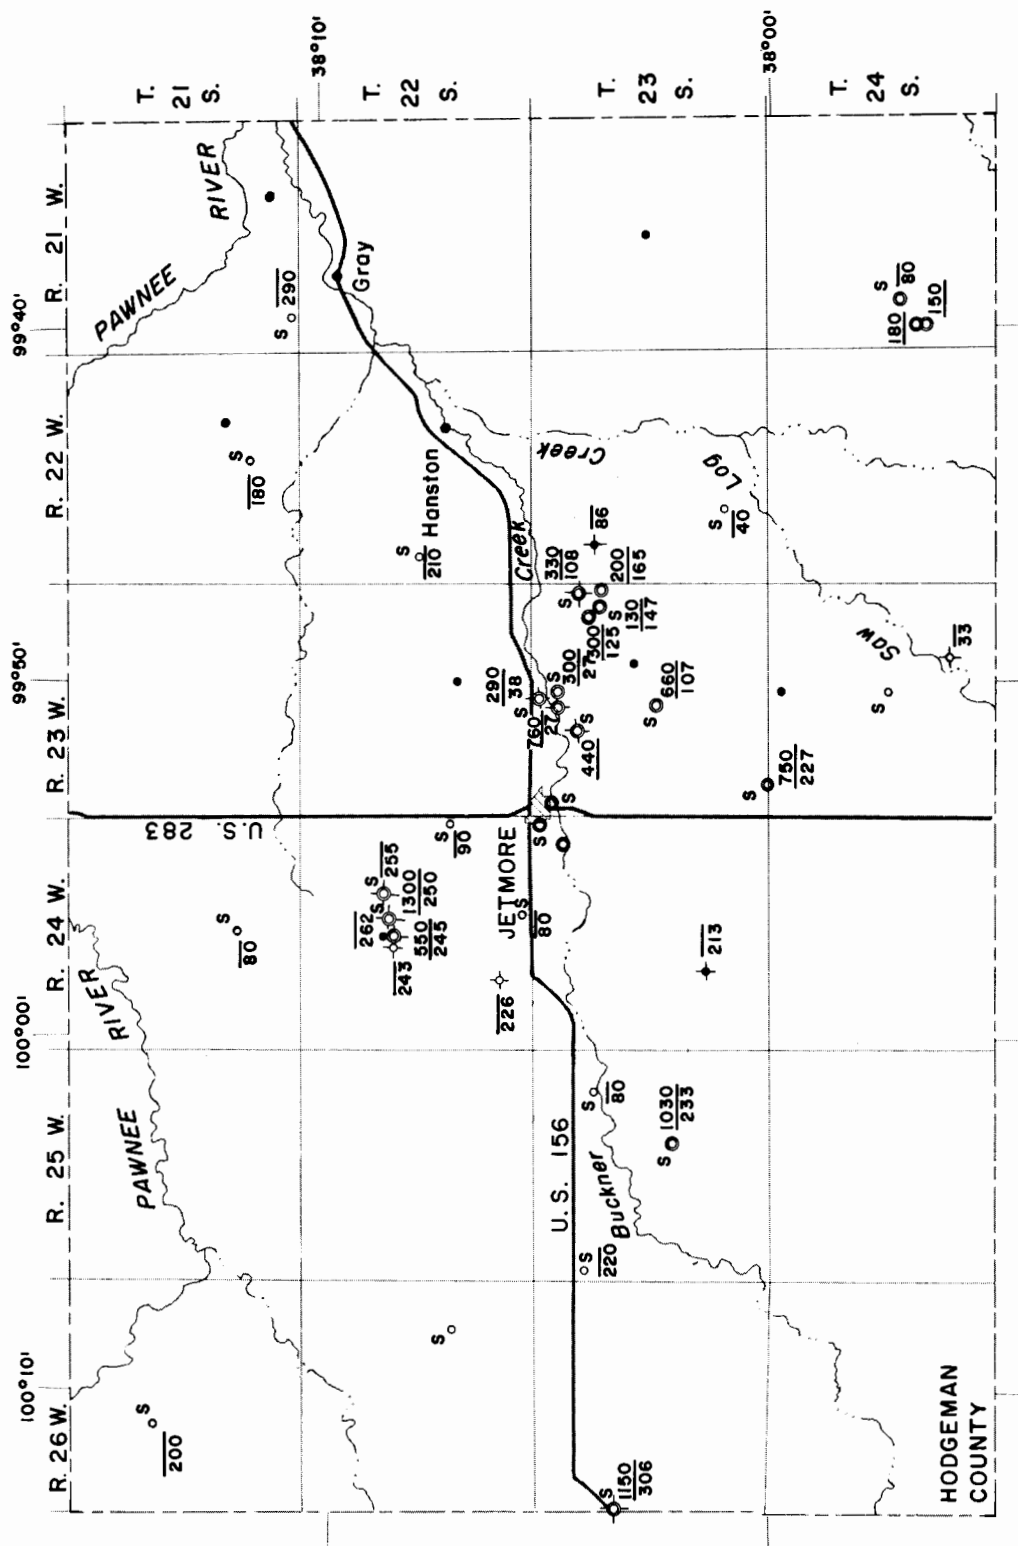 R. 26 W.
R. 25 W.
R. 24 W.
R. 23 W.
R. 22 W.
R. 21 W.
100°10'
100°00'
99°50'
99°40'
38°10'
38°00'
T.
21
S.
T.
22
S.
T.
23
S.
T.
24
S.
PAWNEE
RIVER
PAWNEE
RIVER
S
200
S
S
80
U.S. 283
S
180
S
290
Gray
Hanston
S
210
S
90
S
255
S
1300
250
262
550
245
243
226
JETMORE
S
80
S
S
290
38
S
760
27
S
300
27
S
440
Creek
S
330
108
200
165
S
130
147
300
125
86
Creek
Log
Saw
S
40
33
S
S
660
107
S
750
227
213
U.S. 156
Buckner
S
80
S
1030
233
S
220
S
1150
306
S
80
180
150
HODGEMAN
COUNTY